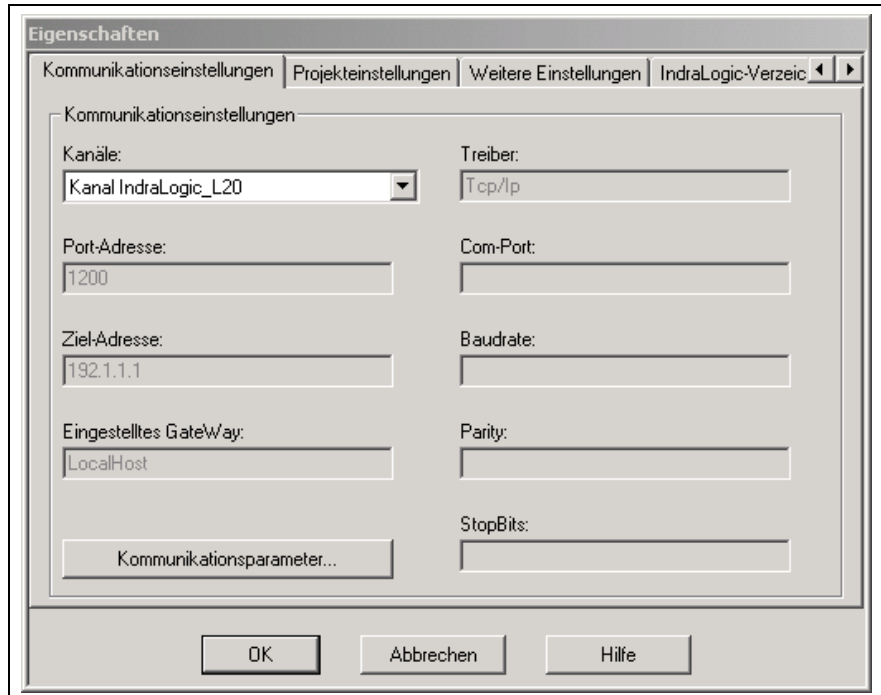 Eigenschaften
Kommunikationseinstellungen
Projekteinstellungen
Weitere Einstellungen
IndraLogic-Verzeic
Kommunikationseinstellungen
Kanäle:
Kanal IndraLogic_L20
Treiber:
Tcp/Ip
Port-Adresse:
1200
Com-Port:
Ziel-Adresse:
192.1.1.1
Baudrate:
Eingestelltes GateWay:
LocalHost
Parity:
StopBits:
Kommunikationsparameter...
OK
Abbrechen
Hilfe